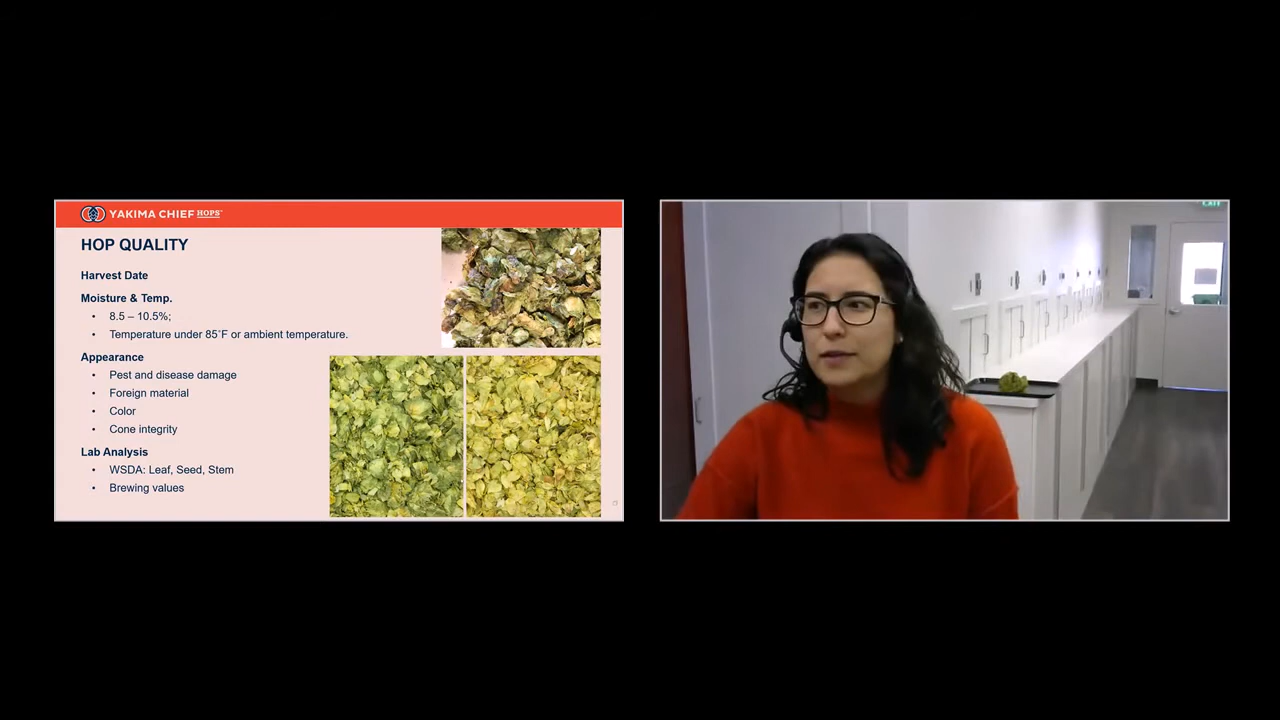 YAKIMA CHIEF HOPS
HOP QUALITY
Harvest Date
Moisture & Temp.
• 8.5 – 10.5%;
• Temperature under 85˚F or ambient temperature.
Appearance
• Pest and disease damage
• Foreign material
• Color
• Cone integrity
Lab Analysis
• WSDA: Leaf, Seed, Stem
• Brewing values
EXIT